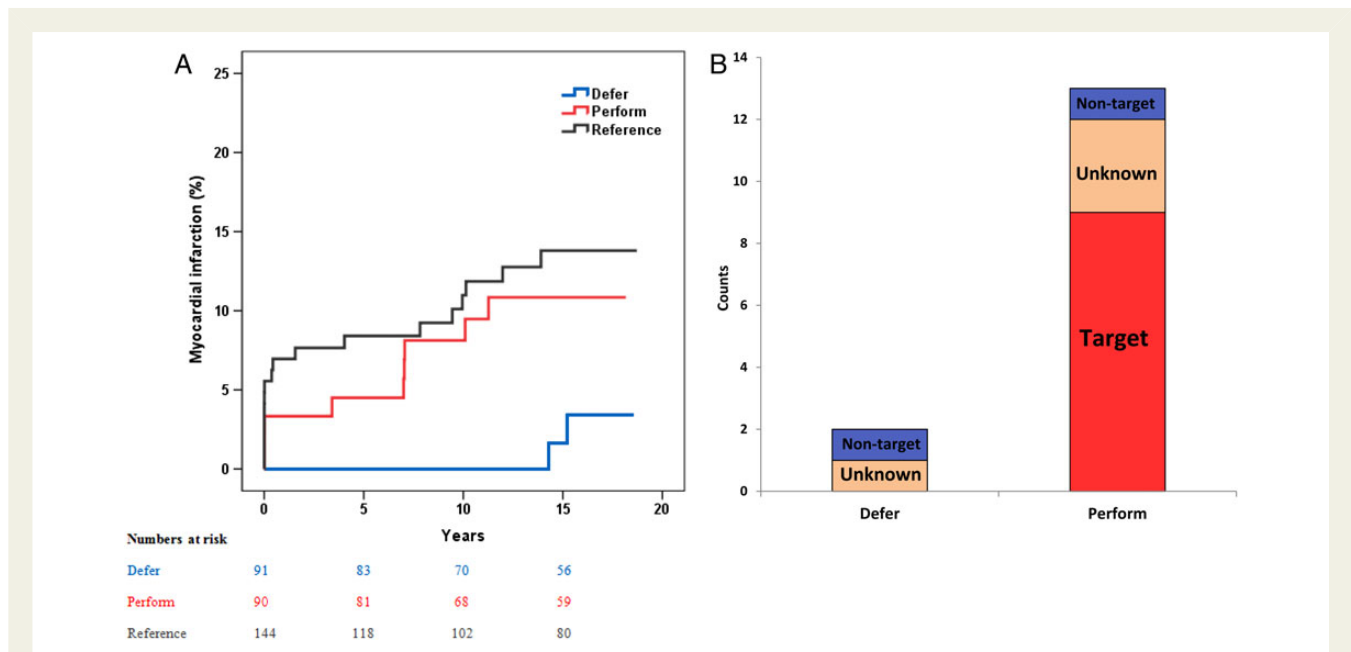 A
Myocardial infarction (%)
25
20
15
10
5
0
Defer
Perform
Reference
0 5 10 15 20
Years
Numbers at risk
Defer 91 83 70 56
Perform 90 81 68 59
Reference 144 118 102 80
B
Counts
14
12
10
8
6
4
2
0
Non-target
Unknown
Non-target
Unknown
Target
Defer Perform